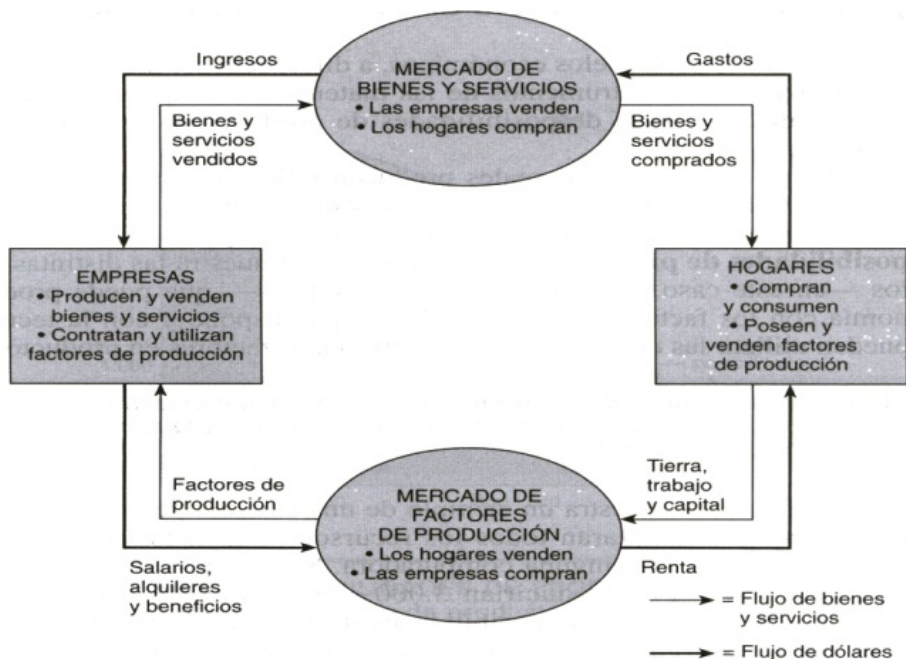 Ingresos
MERCADO DE
BIENES Y SERVICIOS
• Las empresas venden
• Los hogares compran
Gastos
Bienes y
servicios
vendidos
Bienes y
servicios
comprados
EMPRESAS
• Producen y venden
bienes y servicios
• Contratan y utilizan
factores de producción
HOGARES
• Compran
y consumen
• Poseen y
venden factores
de producción
Factores de
producción
MERCADO DE
FACTORES
DE PRODUCCIÓN
• Los hogares venden
• Las empresas compran
Tierra,
trabajo
y capital
Salarios,
alquileres
y beneficios
Renta
= Flujo de bienes
y servicios
= Flujo de dólares